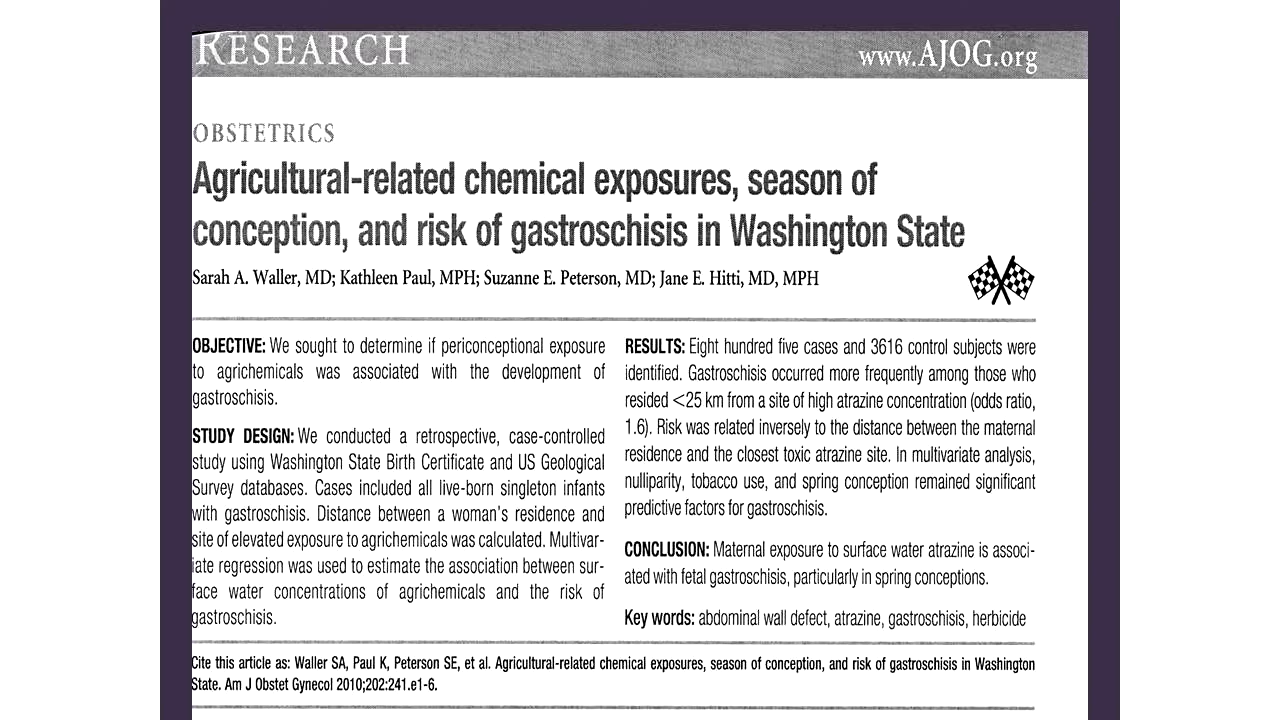 RESEARCH
www.AJOG.org
OBSTETRICS
Agricultural-related chemical exposures, season of
conception, and risk of gastroschisis in Washington State
Sarah A. Waller, MD; Kathleen Paul, MPH; Suzanne E. Peterson, MD; Jane E. Hitti, MD, MPH
OBJECTIVE: We sought to determine if periconceptional exposure
to agrichemicals was associated with the development of
gastroschisis.
STUDY DESIGN: We conducted a retrospective, case-controlled
study using Washington State Birth Certificate and US Geological
Survey databases. Cases included all live-born singleton infants
with gastroschisis. Distance between a woman's residence and
site of elevated exposure to agrichemicals was calculated. Multivar-
iate regression was used to estimate the association between sur-
face water concentrations of agrichemicals and the risk of
gastroschisis.
RESULTS: Eight hundred five cases and 3616 control subjects were
identified. Gastroschisis occurred more frequently among those who
resided <25 km from a site of high atrazine concentration (odds ratio,
1.6). Risk was related inversely to the distance between the maternal
residence and the closest toxic atrazine site. In multivariate analysis,
nulliparity, tobacco use, and spring conception remained significant
predictive factors for gastroschisis.
CONCLUSION: Maternal exposure to surface water atrazine is associ-
ated with fetal gastroschisis, particularly in spring conceptions.
Key words: abdominal wall defect, atrazine, gastroschisis, herbicide
Cite this article as: Waller SA, Paul K, Peterson SE, et al. Agricultural-related chemical exposures, season of conception, and risk of gastroschisis in Washington
State. Am J Obstet Gynecol 2010;202:241.e1-6.